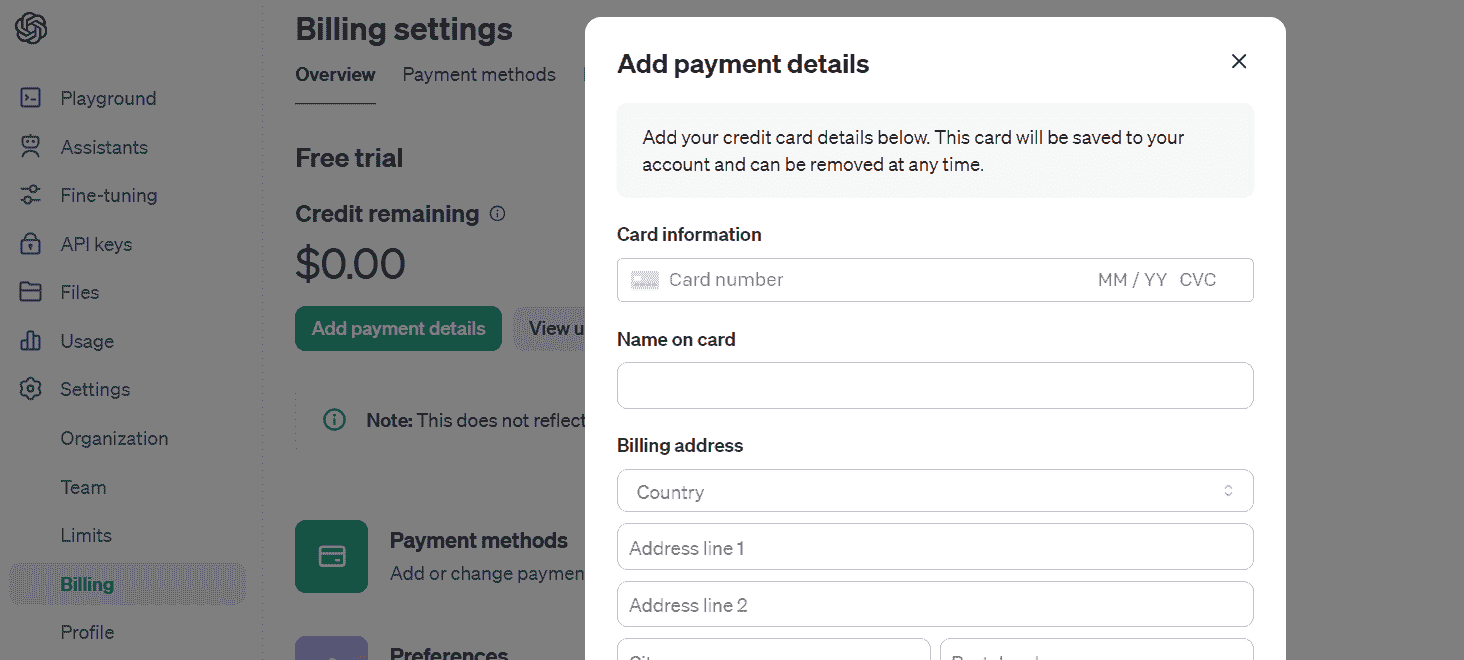 Playground
Assistants
Fine-tuning
API keys
Files
Usage
Settings
Organization
Team
Limits
Billing
Profile
Billing settings
Overview Payment methods
Free trial
Credit remaining
$0.00
Add payment details View
Note: This does not reflect
Payment methods
Add or change
Preferences
Add payment details
Add your credit card details below. This card will be saved to your
account and can be removed at any time.
Card information
Card number MM / YY CVC
Name on card
Billing address
Country
Address line 1
Address line 2